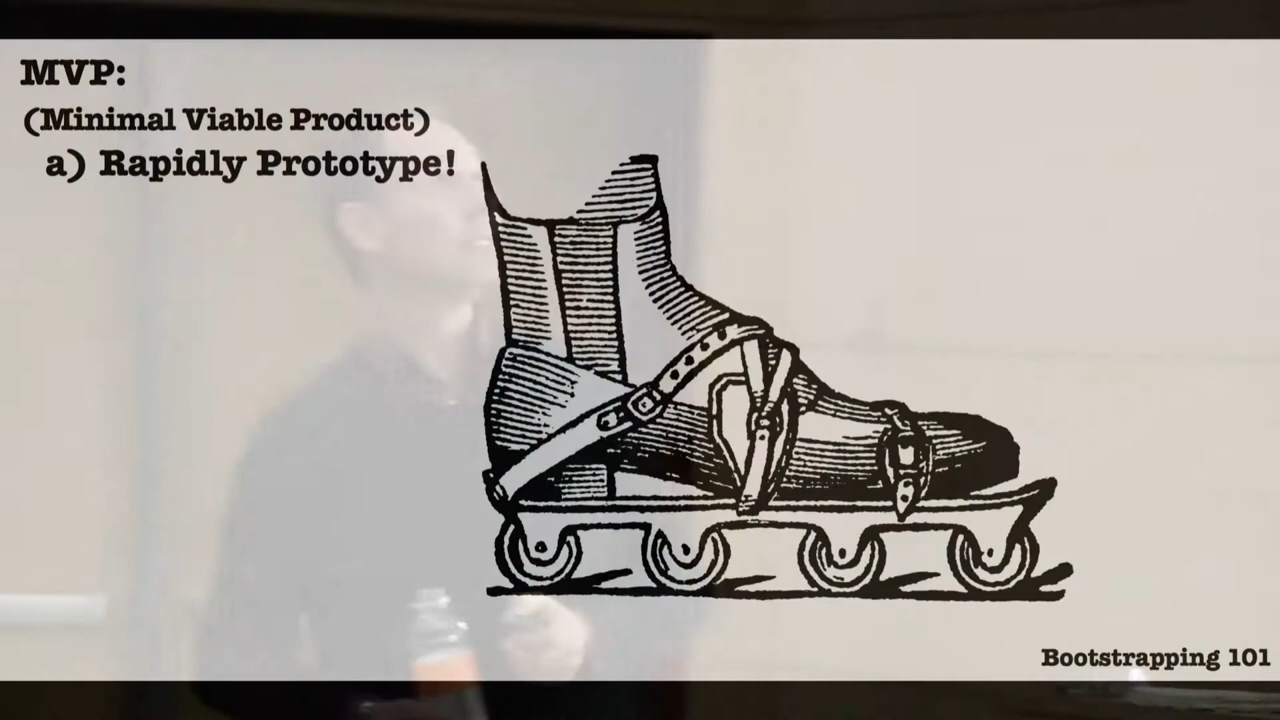 MVP:
(Minimal Viable Product)
a) Rapidly Prototype!
Bootstrapping 101